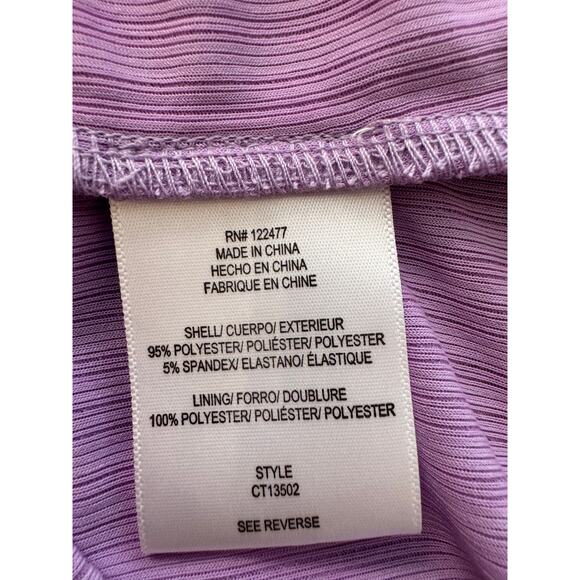 RN# 122477
MADE IN CHINA
HECHO EN CHINA
FABRIQUE EN CHINE
SHELL/ CUERPO/ EXTERIEUR
95% POLYESTER/ POLIÉSTER/ POLYESTER
5% SPANDEX/ ELASTANO/ ÉLASTIQUE
LINING/ FORRO/ DOUBLURE
100% POLYESTER/ POLIÉSTER/ POLYESTER
STYLE
CT13502
SEE REVERSE